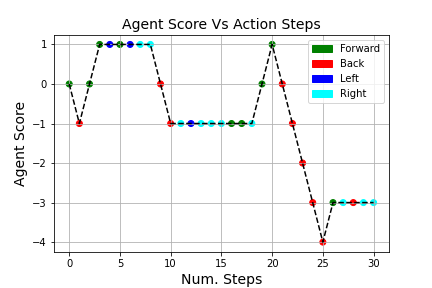 Agent Score Vs Action Steps
Forward
Back
Left
Right
1
0
−1
−2
−3
−4
Agent Score
0 5 10 15 20 25 30
Num. Steps